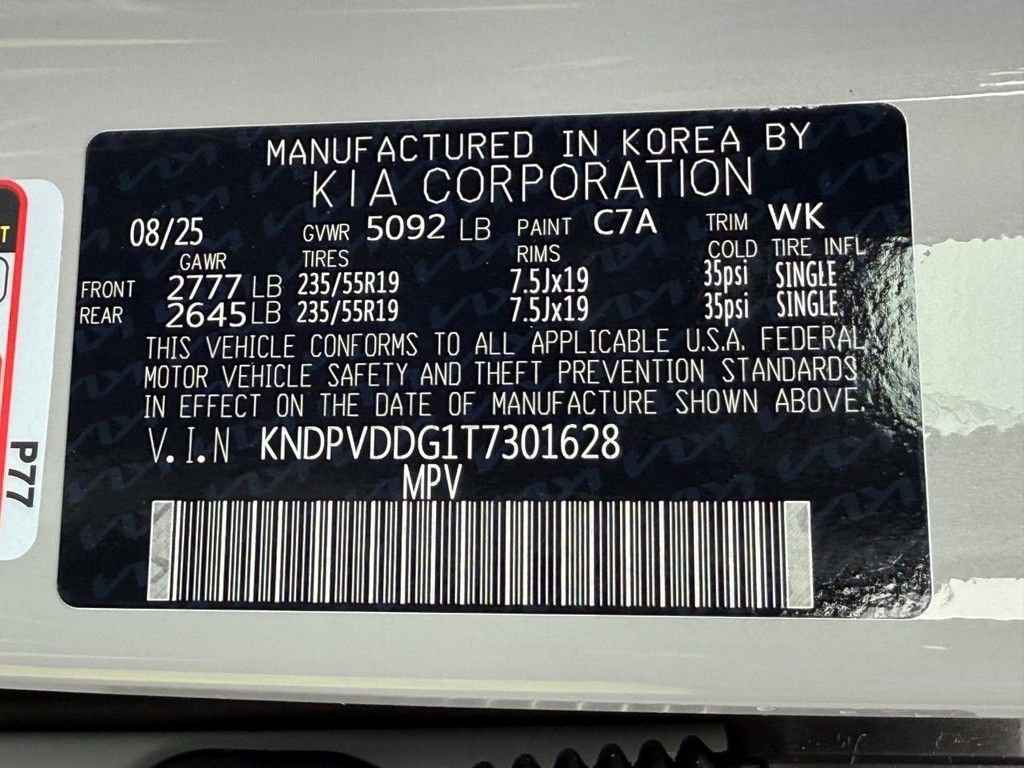 MANUFACTURED IN KOREA BY
KIA CORPORATION
08/25 GVWR 5092 LB PAINT C7A TRIM WK
GAWR TIRES RIMS COLD TIRE INFL
FRONT 2777 LB 235/55R19 7.5Jx19 35psi SINGLE
REAR 2645 LB 235/55R19 7.5Jx19 35psi SINGLE
THIS VEHICLE CONFORMS TO ALL APPLICABLE U.S.A. FEDERAL
MOTOR VEHICLE SAFETY AND THEFT PREVENTION STANDARDS
IN EFFECT ON THE DATE OF MANUFACTURE SHOWN ABOVE.
V.I.N KNDPVDDG1T7301628
MPV
P77